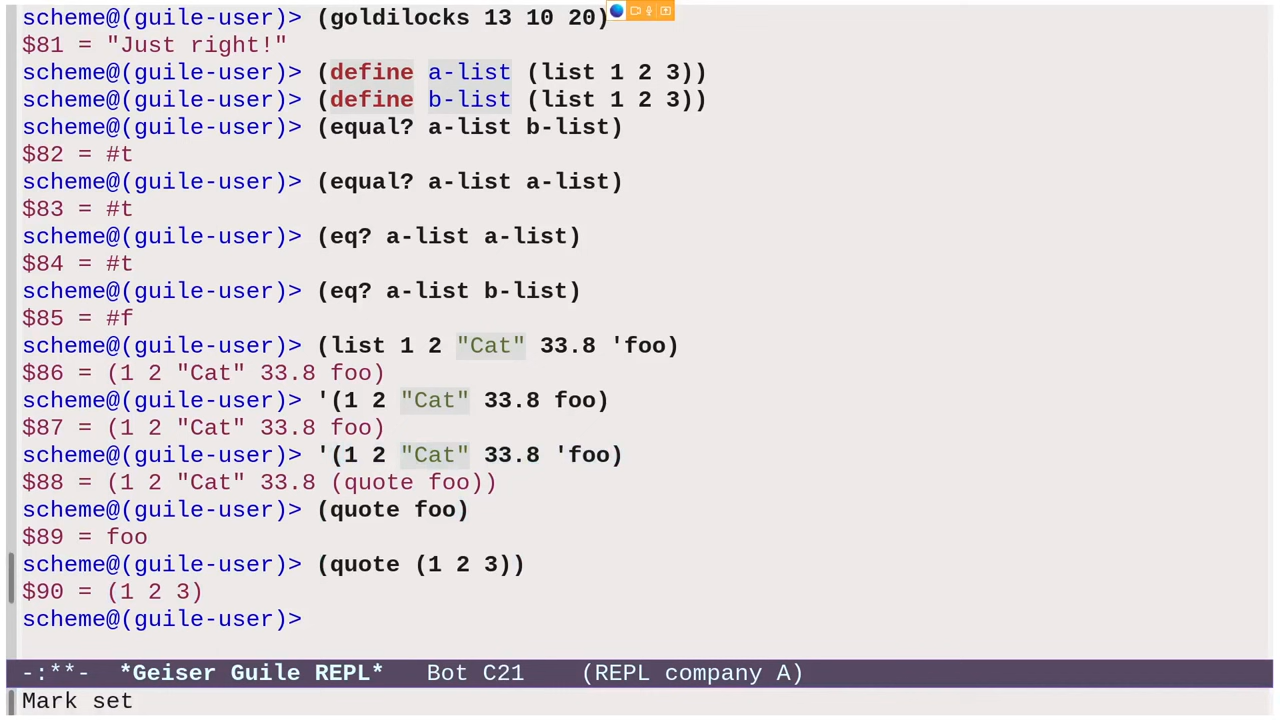 scheme@(guile-user)> (goldilocks 13 10 20)
$81 = "Just right!"
scheme@(guile-user)> (define a-list (list 1 2 3))
scheme@(guile-user)> (define b-list (list 1 2 3))
scheme@(guile-user)> (equal? a-list b-list)
$82 = #t
scheme@(guile-user)> (equal? a-list a-list)
$83 = #t
scheme@(guile-user)> (eq? a-list a-list)
$84 = #t
scheme@(guile-user)> (eq? a-list b-list)
$85 = #f
scheme@(guile-user)> (list 1 2 "Cat" 33.8 'foo)
$86 = (1 2 "Cat" 33.8 foo)
scheme@(guile-user)> '(1 2 "Cat" 33.8 foo)
$87 = (1 2 "Cat" 33.8 foo)
scheme@(guile-user)> '(1 2 "Cat" 33.8 'foo)
$88 = (1 2 "Cat" 33.8 (quote foo))
scheme@(guile-user)> (quote foo)
$89 = foo
scheme@(guile-user)> (quote (1 2 3))
$90 = (1 2 3)
scheme@(guile-user)>
-:**-  *Geiser Guile REPL*   Bot C21    (REPL company A)
Mark set